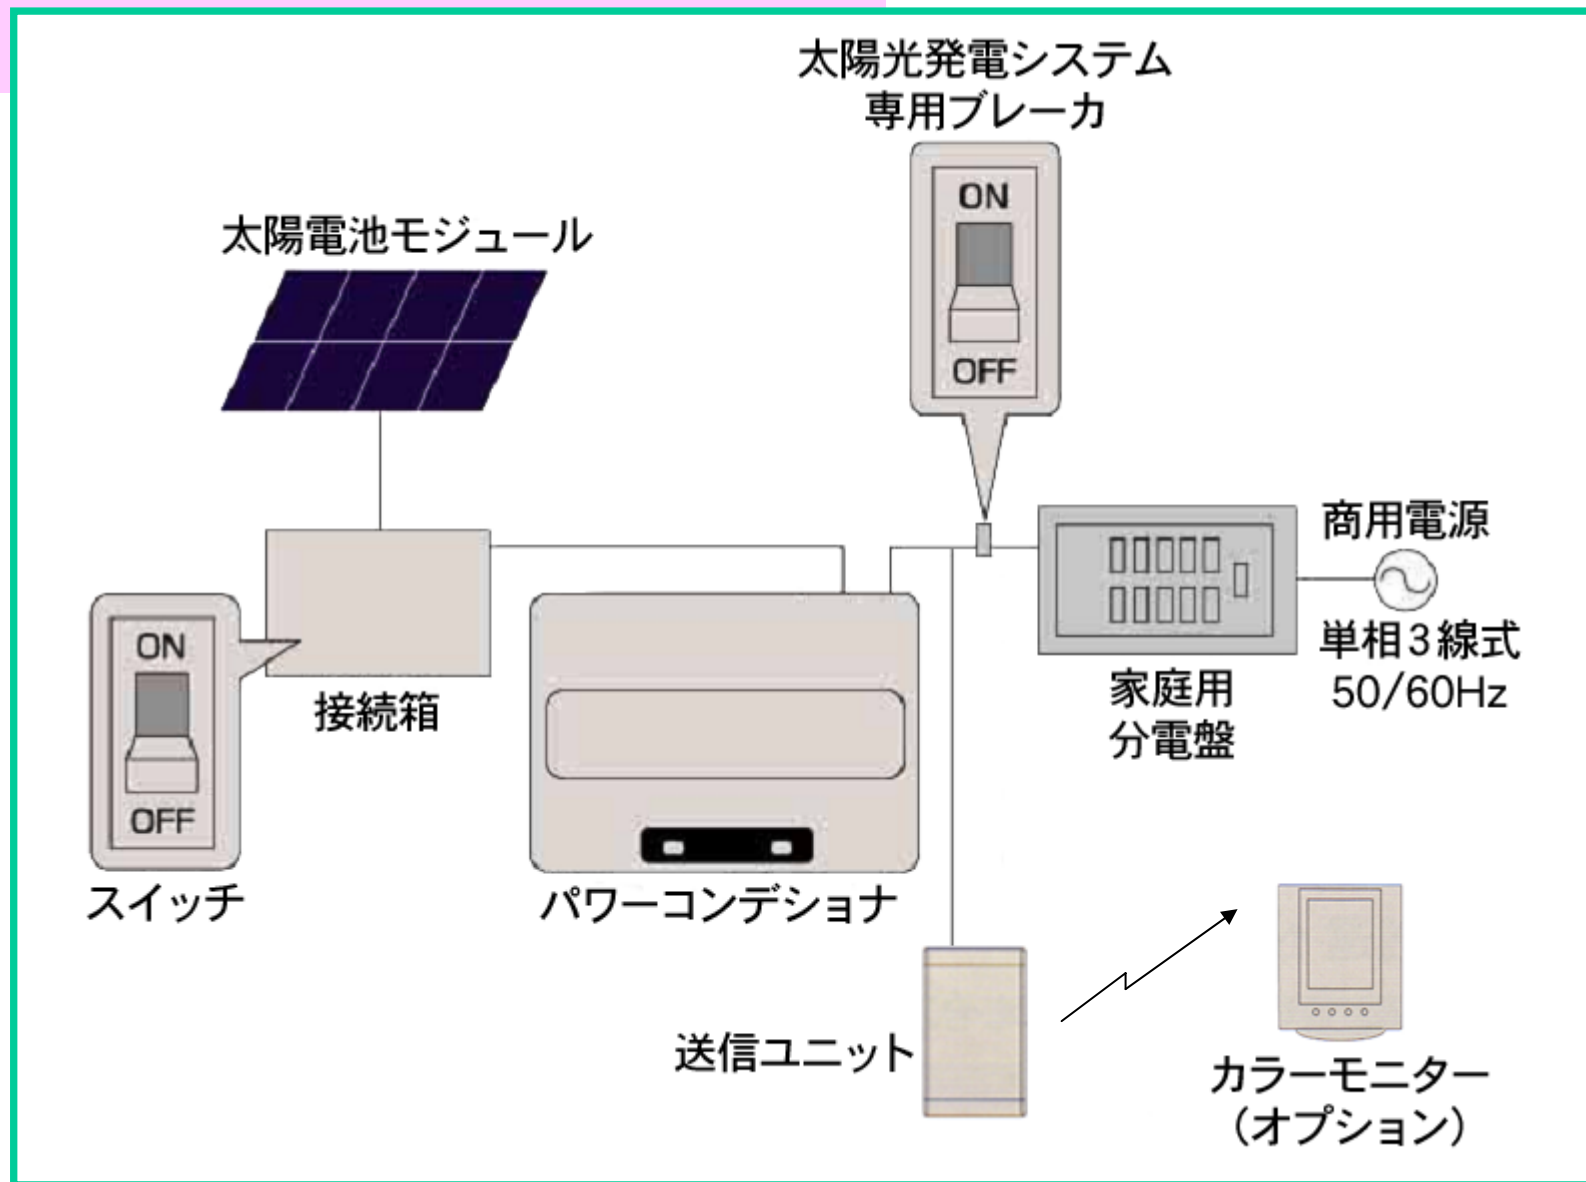 太陽光発電システム
専用ブレーカ
ON
OFF
太陽電池モジュール
商用電源
単相3線式
50/60Hz
家庭用
分電盤
接続箱
ON
OFF
スイッチ
パワーコンデショナ
送信ユニット
カラーモニター
(オプション)